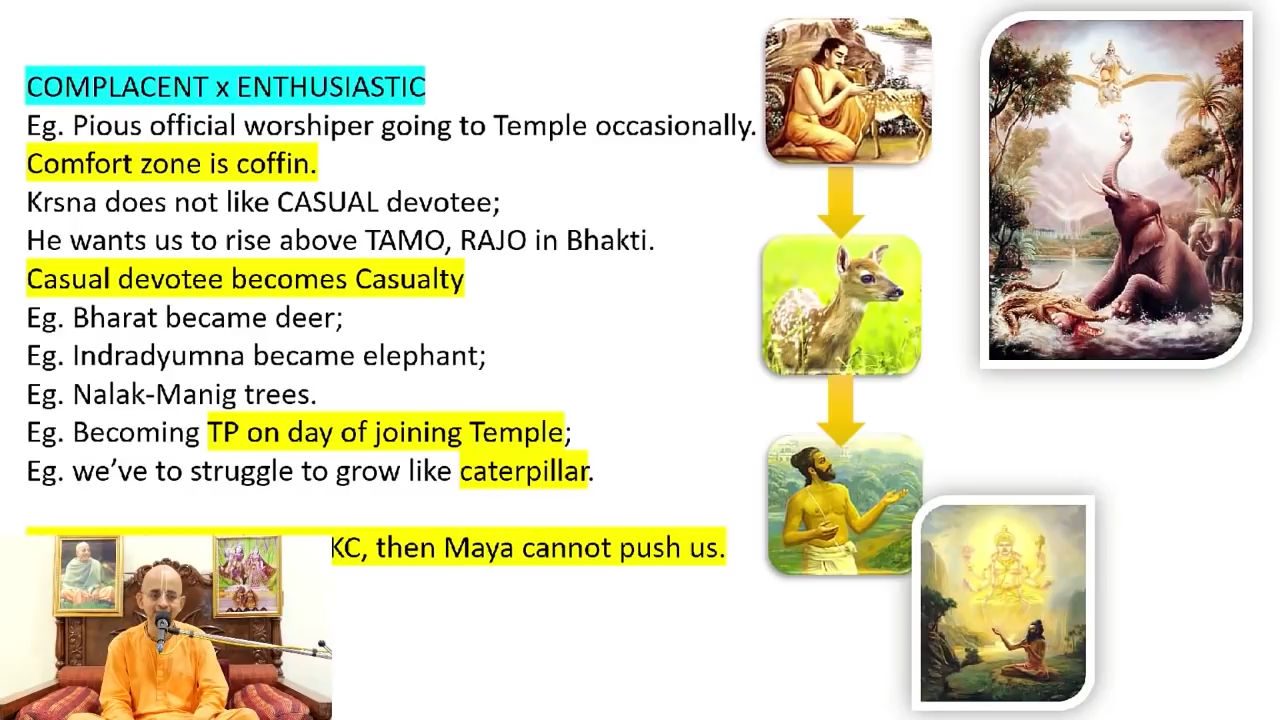 COMPLACENT x ENTHUSIASTIC
Eg. Pious official worshiper going to Temple occasionally.
Comfort zone is coffin.
Krsna does not like CASUAL devotee;
He wants us to rise above TAMO, RAJO in Bhakti.
Casual devotee becomes Casualty
Eg. Bharat became deer;
Eg. Indradyumna became elephant;
Eg. Nalak-Manig trees.
Eg. Becoming TP on day of joining Temple;
Eg. we’ve to struggle to grow like caterpillar.
KC, then Maya cannot push us.